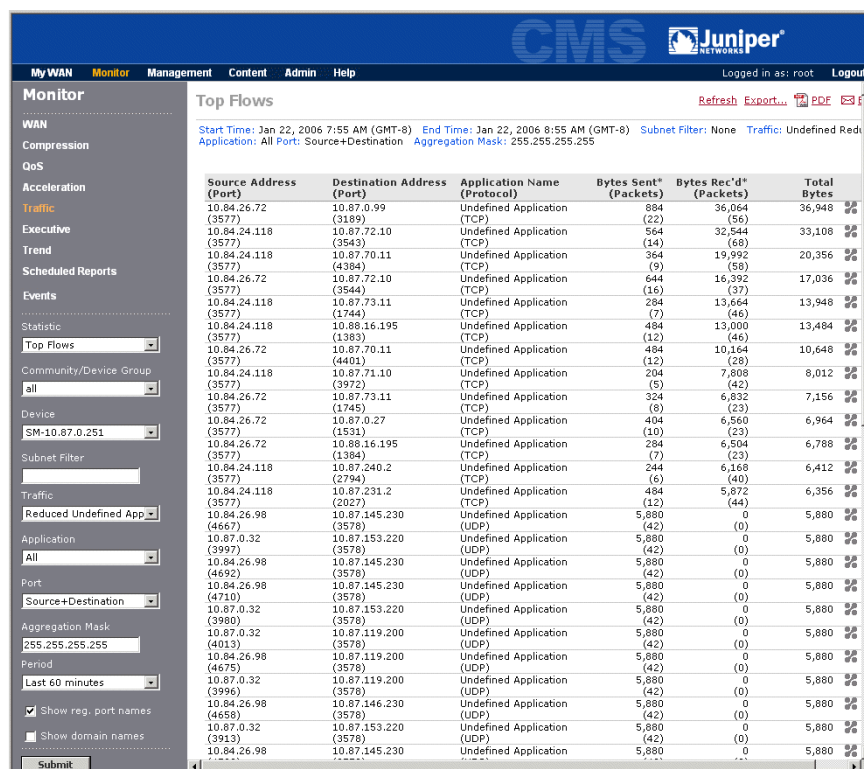 CMS Juniper NETWORKS
My WAN Monitor Management Content Admin Help Logged in as: root Logout
Monitor
WAN
Compression
QoS
Acceleration
Traffic
Executive
Trend
Scheduled Reports
Events
Statistic
Top Flows
Community/Device Group
all
Device
SM-10.87.0.251
Subnet Filter
Traffic
Reduced Undefined App
Application
All
Port
Source+Destination
Aggregation Mask
255.255.255.255
Period
Last 60 minutes
Show reg. port names
Show domain names
Submit
Top Flows
Refresh Export... PDF
Start Time: Jan 22, 2006 7:55 AM (GMT-8) End Time: Jan 22, 2006 8:55 AM (GMT-8) Subnet Filter: None Traffic: Undefined Redu
Application: All Port: Source+Destination Aggregation Mask: 255.255.255.255
Source Address Destination Address Application Name Bytes Sent* Bytes Rec'd* Total
(Port) (Port) (Protocol) (Packets) (Packets) Bytes
10.84.26.72 10.87.0.99 Undefined Application 884 36,064 36,948
(3577) (3189) (TCP) (22) (56)
10.84.24.118 10.87.72.10 Undefined Application 564 32,544 33,108
(3577) (3543) (TCP) (14) (68)
10.84.24.118 10.87.70.11 Undefined Application 364 19,992 20,356
(3577) (4384) (TCP) (9) (58)
10.84.26.72 10.87.72.10 Undefined Application 644 16,392 17,036
(3577) (3544) (TCP) (16) (37)
10.84.24.118 10.87.73.11 Undefined Application 284 13,664 13,948
(3577) (1744) (TCP) (7) (46)
10.84.24.118 10.88.16.195 Undefined Application 484 13,000 13,484
(3577) (1383) (TCP) (12) (46)
10.84.26.72 10.87.70.11 Undefined Application 484 10,164 10,648
(3577) (4401) (TCP) (12) (28)
10.84.24.118 10.87.71.10 Undefined Application 204 7,808 8,012
(3577) (3972) (TCP) (5) (42)
10.84.26.72 10.87.73.11 Undefined Application 324 6,832 7,156
(3577) (1745) (TCP) (8) (23)
10.84.26.72 10.87.0.27 Undefined Application 404 6,560 6,964
(3577) (1531) (TCP) (10) (23)
10.84.26.72 10.88.16.195 Undefined Application 284 6,504 6,788
(3577) (1384) (TCP) (7) (23)
10.84.24.118 10.87.240.2 Undefined Application 244 6,168 6,412
(3577) (2794) (TCP) (6) (40)
10.84.24.118 10.87.231.2 Undefined Application 484 5,872 6,356
(3577) (2027) (TCP) (12) (44)
10.84.26.98 10.87.145.230 Undefined Application 5,880 0 5,880
(4667) (3578) (UDP) (42) (0)
10.87.0.32 10.87.153.220 Undefined Application 5,880 0 5,880
(3997) (3578) (UDP) (42) (0)
10.84.26.98 10.87.145.230 Undefined Application 5,880 0 5,880
(4692) (3578) (UDP) (42) (0)
10.84.26.98 10.87.145.230 Undefined Application 5,880 0 5,880
(4710) (3578) (UDP) (42) (0)
10.87.0.32 10.87.153.220 Undefined Application 5,880 0 5,880
(3980) (3578) (UDP) (42) (0)
10.87.0.32 10.87.119.200 Undefined Application 5,880 0 5,880
(4013) (3578) (UDP) (42) (0)
10.84.26.98 10.87.119.200 Undefined Application 5,880 0 5,880
(4675) (3578) (UDP) (42) (0)
10.87.0.32 10.87.119.200 Undefined Application 5,880 0 5,880
(3996) (3578) (UDP) (42) (0)
10.84.26.98 10.87.146.230 Undefined Application 5,880 0 5,880
(4658) (3578) (UDP) (42) (0)
10.87.0.32 10.87.153.220 Undefined Application 5,880 0 5,880
(3913) (3578) (UDP) (42) (0)
10.84.26.98 10.87.145.230 Undefined Application 5,880 0 5,880